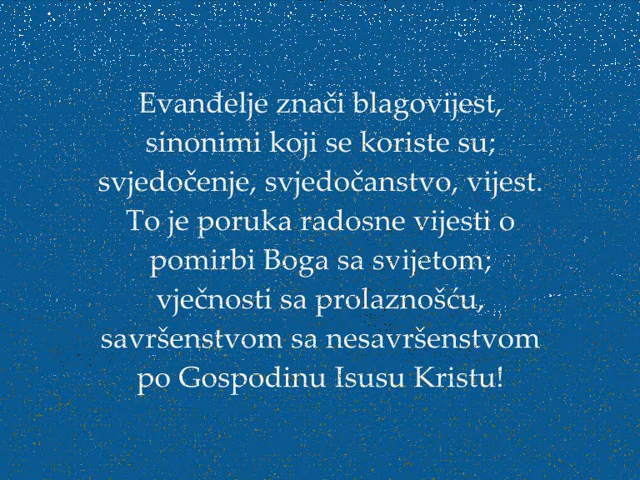 Evanđelje znači blagovijest,
sinonimi koji se koriste su;
svjedočenje, svjedočanstvo, vijest.
To je poruka radosne vijesti o
pomirbi Boga sa svijetom;
vječnosti sa prolaznošću,
savršenstvom sa nesavršenstvom
po Gospodinu Isusu Kristu!